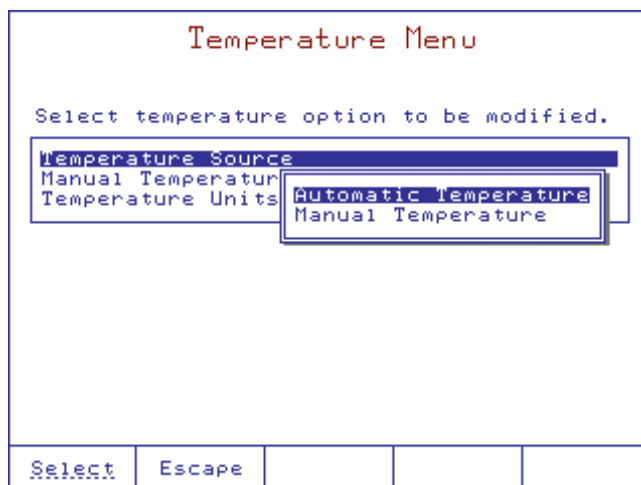 Temperature Menu
Select temperature option to be modified.
Temperature Source
Manual Temperatur
Temperature Units
Automatic Temperature
Manual Temperature
Select Escape